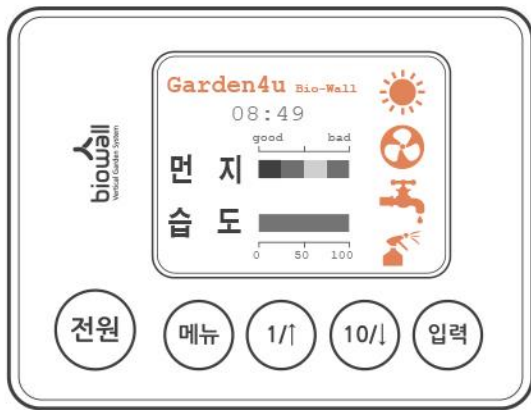 Garden4u Bio-Wall
08:49
good bad
먼 지
습 도
0 50 100
biowall
Vertical Garden System
전원 메뉴 1/↑ 10/↓ 입력